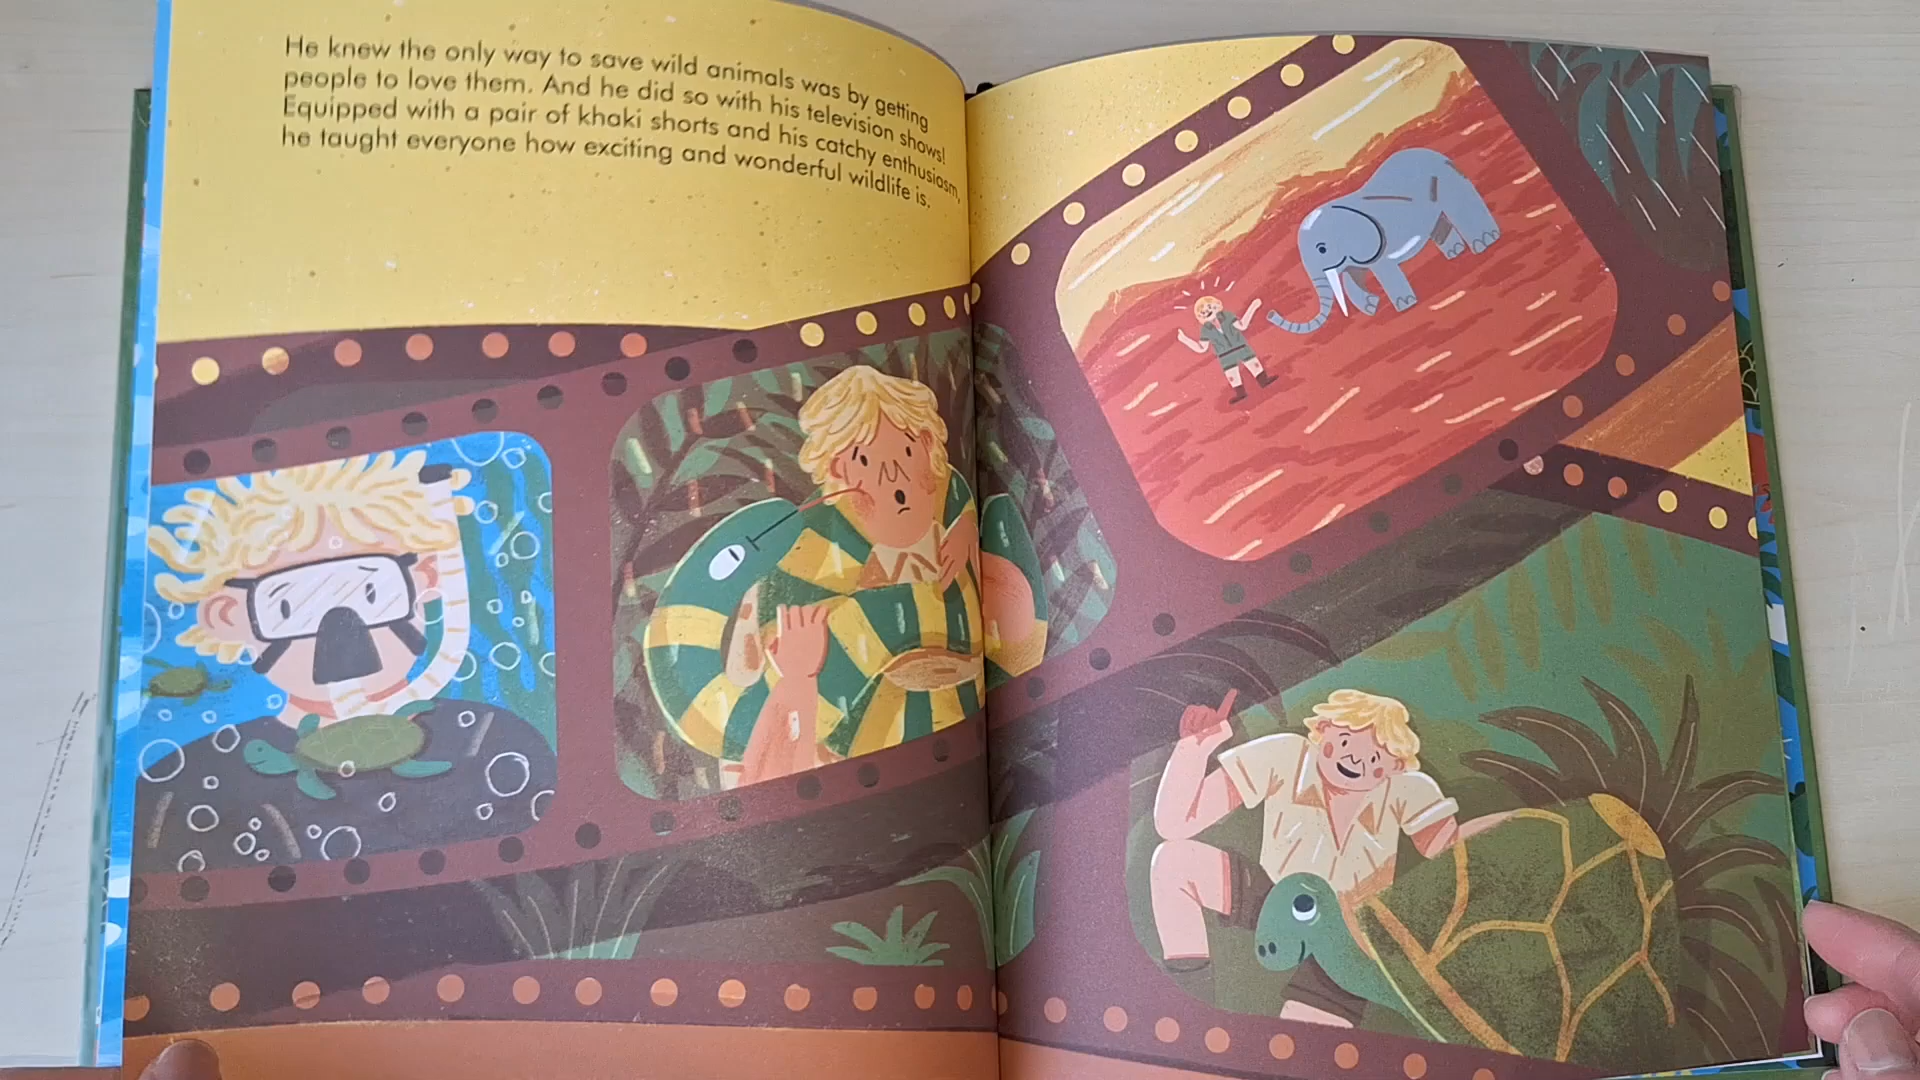 He knew the only way to save wild animals was by getting
people to love them. And he did so with his television shows!
Equipped with a pair of khaki shorts and his catchy enthusiasm,
he taught everyone how exciting and wonderful wildlife is.